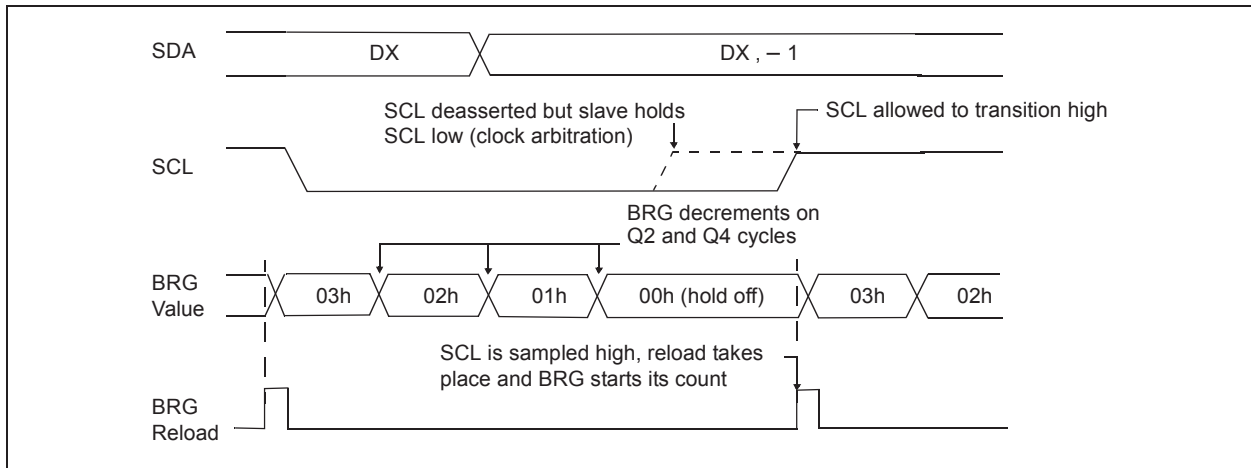 SDA
DX
DX , – 1
SCL deasserted but slave holds
SCL low (clock arbitration)
SCL allowed to transition high
SCL
BRG decrements on
Q2 and Q4 cycles
BRG
Value
03h
02h
01h
00h (hold off)
03h
02h
SCL is sampled high, reload takes
place and BRG starts its count
BRG
Reload